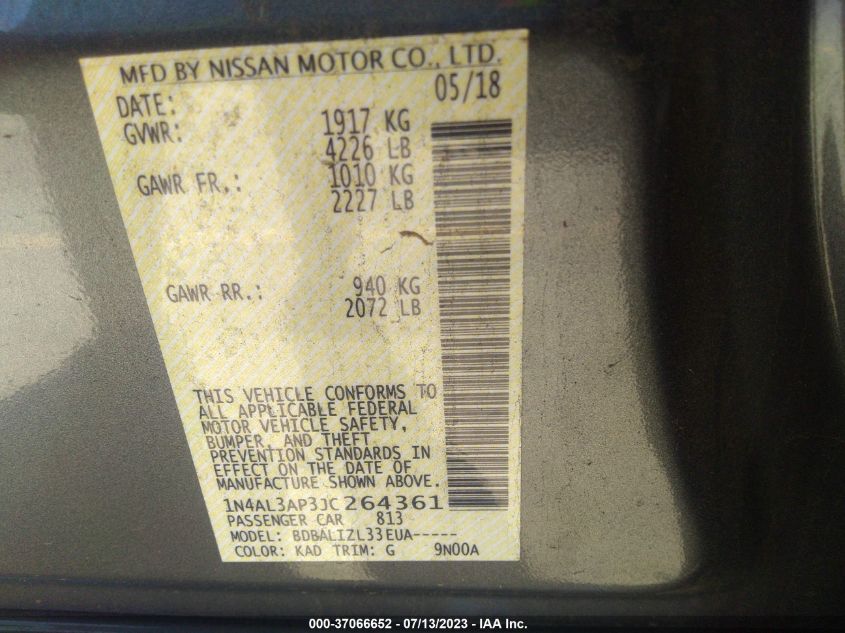 MFD BY NISSAN MOTOR CO., LTD.
DATE: 05/18
GVWR: 1917 KG
4226 LB
GAWR FR.: 1010 KG
2227 LB
GAWR RR.: 940 KG
2072 LB
THIS VEHICLE CONFORMS TO
ALL APPLICABLE FEDERAL
MOTOR VEHICLE SAFETY,
BUMPER, AND THEFT
PREVENTION STANDARDS IN
EFFECT ON THE DATE OF
MANUFACTURE SHOWN ABOVE.
1N4AL3AP3JC264361
PASSENGER CAR 813
MODEL: BDBALIZL33EUA-----
COLOR: KAD TRIM: G 9N00A
000-37066652 - 07/13/2023 - IAA Inc.